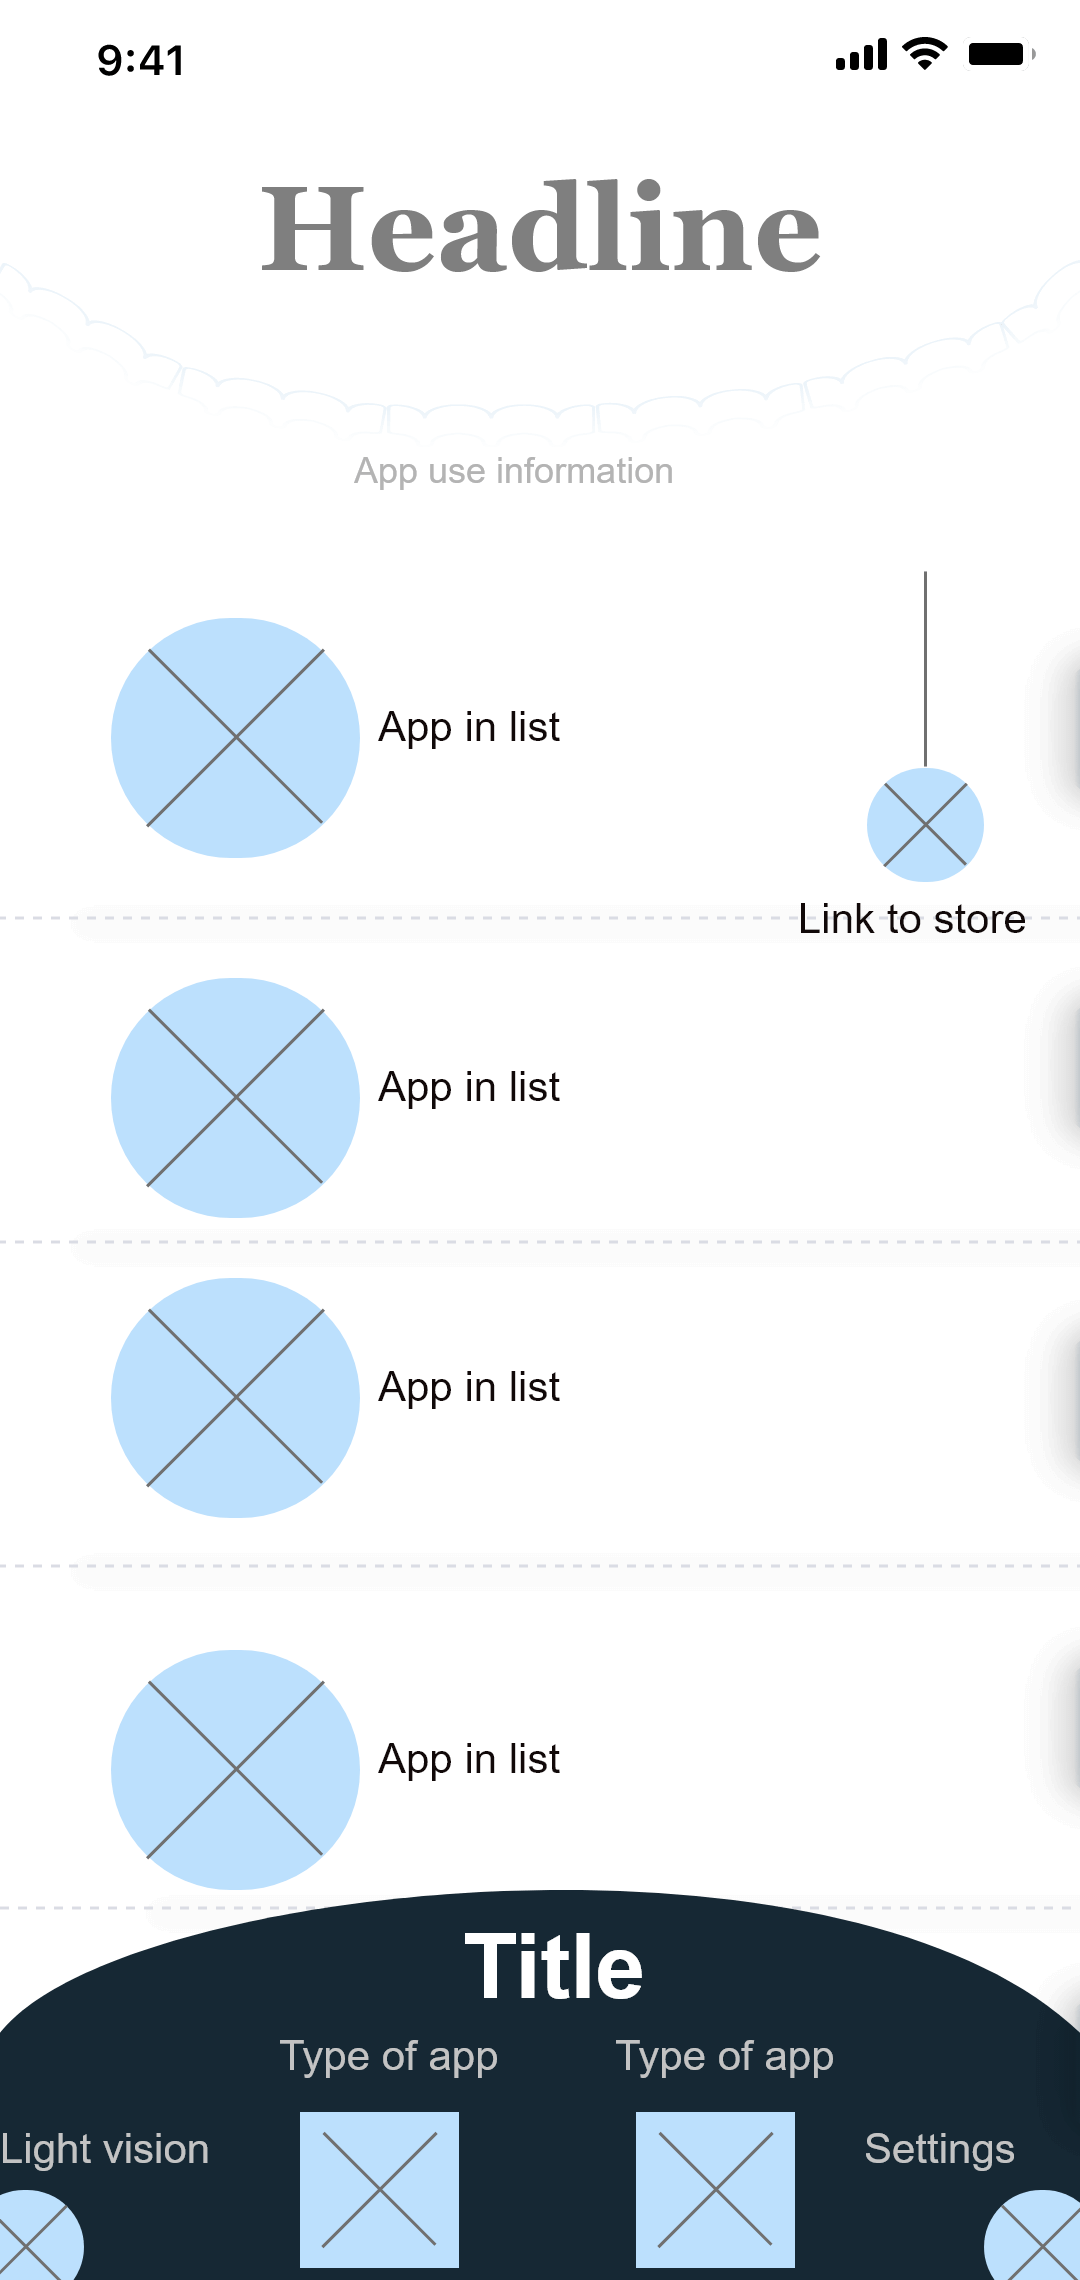 9:41
Headline
App use information
App in list
Link to store
App in list
App in list
App in list
Title
Type of app
Type of app
Light vision
Settings